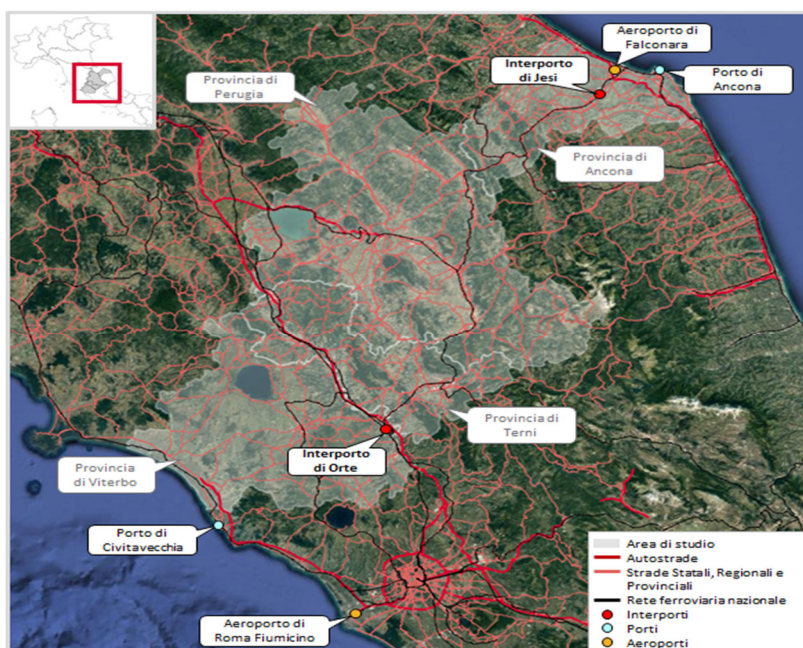 Aeroporto di
Falconara
Interporto
di Jesi
Porto di
Ancona
Provincia di
Perugia
Provincia di
Ancona
Provincia di
Terni
Interporto
di Orte
Provincia
di Viterbo
Porto di
Civitavecchia
Aeroporto di
Roma Fiumicino
Area di studio
Autostrade
Strade Statali, Regionali e
Provinciali
Rete ferroviaria nazionale
Interporti
Porti
Aeroporti